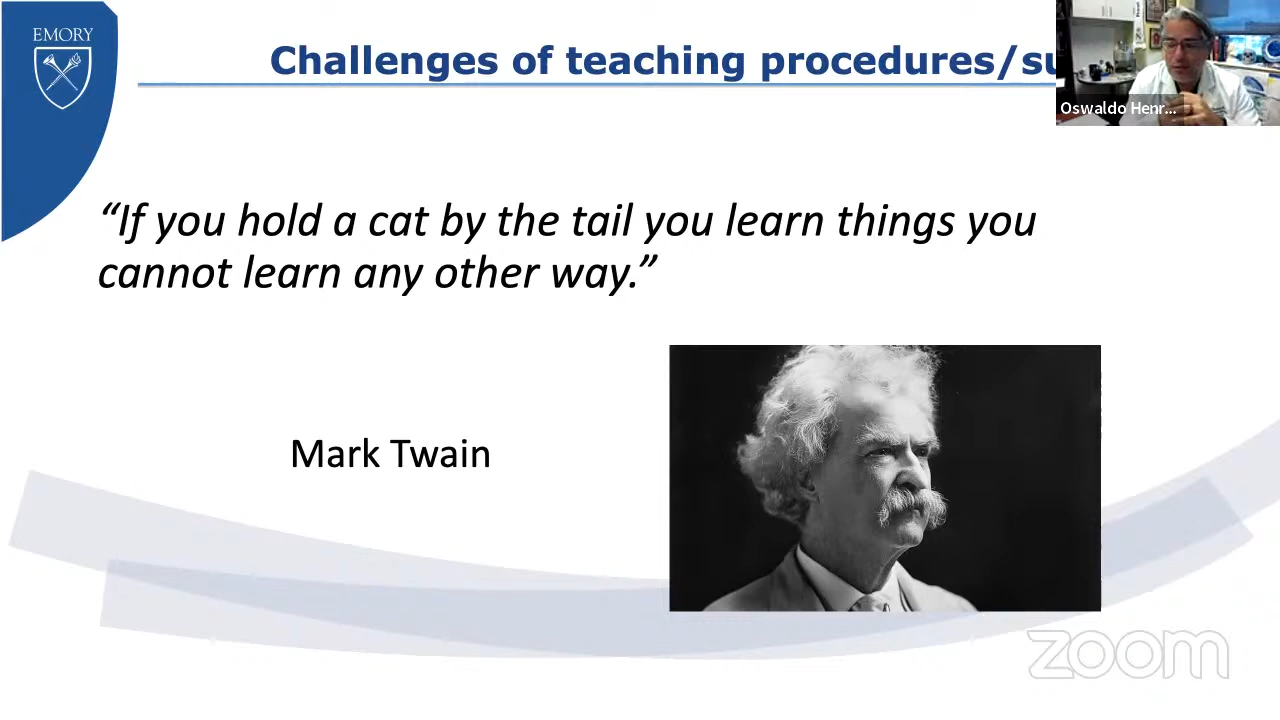 EMORY
Challenges of teaching procedures/su
Oswaldo Henr...
“If you hold a cat by the tail you learn things you
cannot learn any other way.”
Mark Twain
zoom